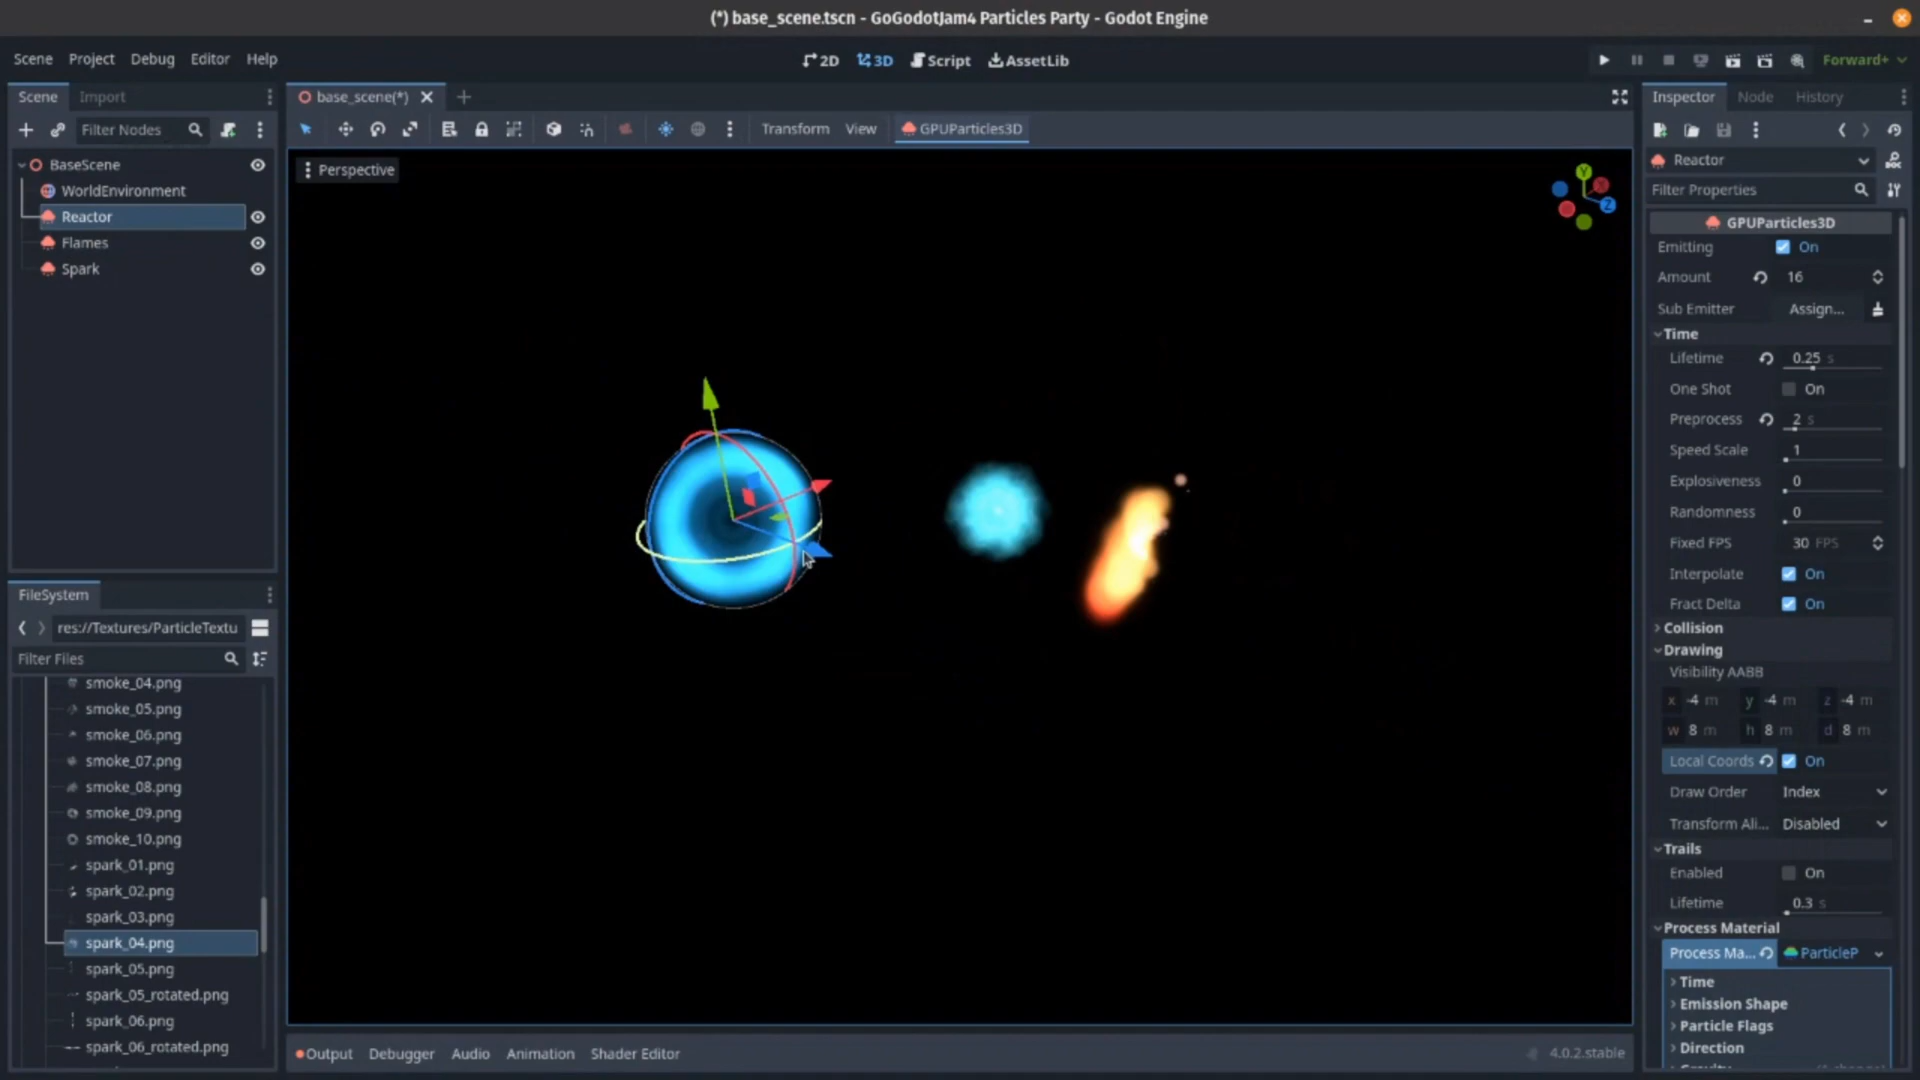 (*) base_scene.tscn - GoGodotJam4 Particles Party - Godot Engine
Scene Project Debug Editor Help
2D 3D Script AssetLib
Forward+
Scene Import
Filter Nodes
BaseScene
WorldEnvironment
Reactor
Flames
Spark
FileSystem
res://Textures/ParticleTextu
Filter Files
smoke_04.png
smoke_05.png
smoke_06.png
smoke_07.png
smoke_08.png
smoke_09.png
smoke_10.png
spark_01.png
spark_02.png
spark_03.png
spark_04.png
spark_05.png
spark_05_rotated.png
spark_06.png
spark_06_rotated.png
base_scene(*)
Transform View GPUParticles3D
Perspective
Y
X
Z
Output Debugger Audio Animation Shader Editor
4.0.2.stable
Inspector Node History
Reactor
Filter Properties
GPUParticles3D
Emitting On
Amount 16
Sub Emitter Assign...
Time
Lifetime 0.25 s
One Shot On
Preprocess 2 s
Speed Scale 1
Explosiveness 0
Randomness 0
Fixed FPS 30 FPS
Interpolate On
Fract Delta On
Collision
Drawing
Visibility AABB
x -4 m y -4 m z -4 m
w 8 m h 8 m d 8 m
Local Coords On
Draw Order Index
Transform Ali... Disabled
Trails
Enabled On
Lifetime 0.3 s
Process Material
Process Ma... ParticleP
Time
Emission Shape
Particle Flags
Direction